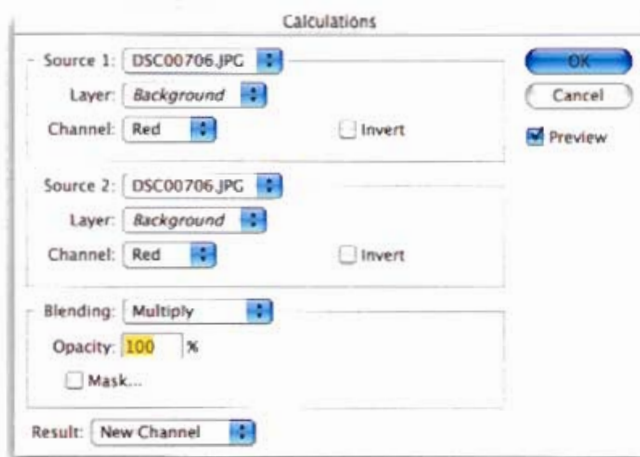 Calculations
Source 1: DSC00706.JPG
OK
Layer: Background
Cancel
Channel: Red
Invert
Preview
Source 2: DSC00706.JPG
Layer: Background
Channel: Red
Invert
Blending: Multiply
Opacity: 100 %
Mask...
Result: New Channel